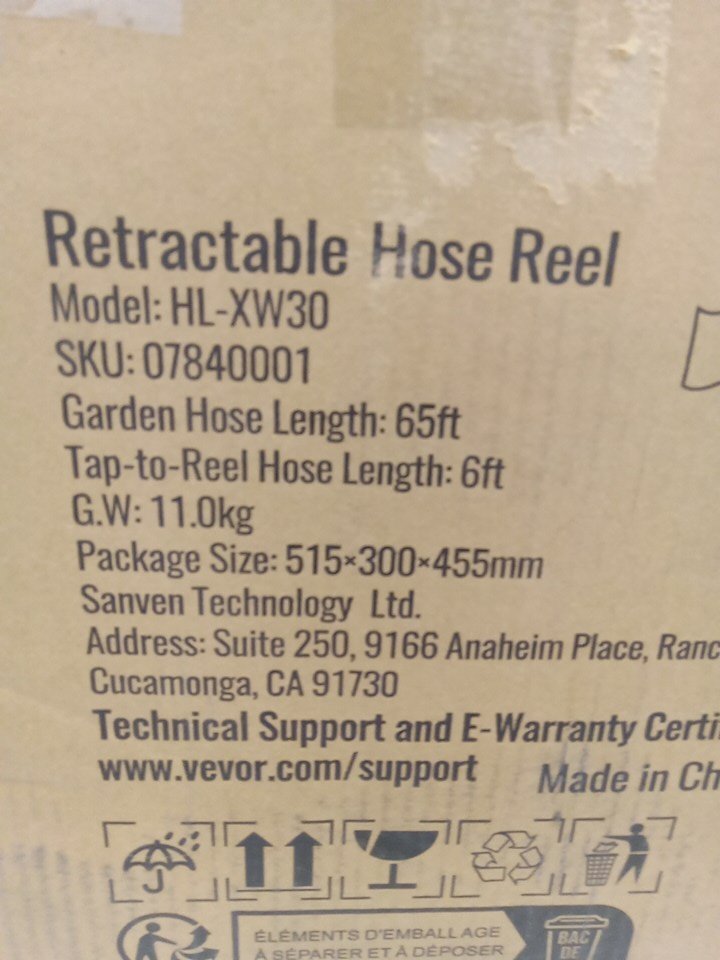 Retractable Hose Reel
Model: HL-XW30
SKU: 07840001
Garden Hose Length: 65ft
Tap-to-Reel Hose Length: 6ft
G.W: 11.0kg
Package Size: 515×300×455mm
Sanven Technology Ltd.
Address: Suite 250, 9166 Anaheim Place, Ranc
Cucamonga, CA 91730
Technical Support and E-Warranty Certi
www.vevor.com/support Made in Ch
ÉLÉMENTS D'EMBALLAGE
À SÉPARER ET À DÉPOSER
BAC
DE